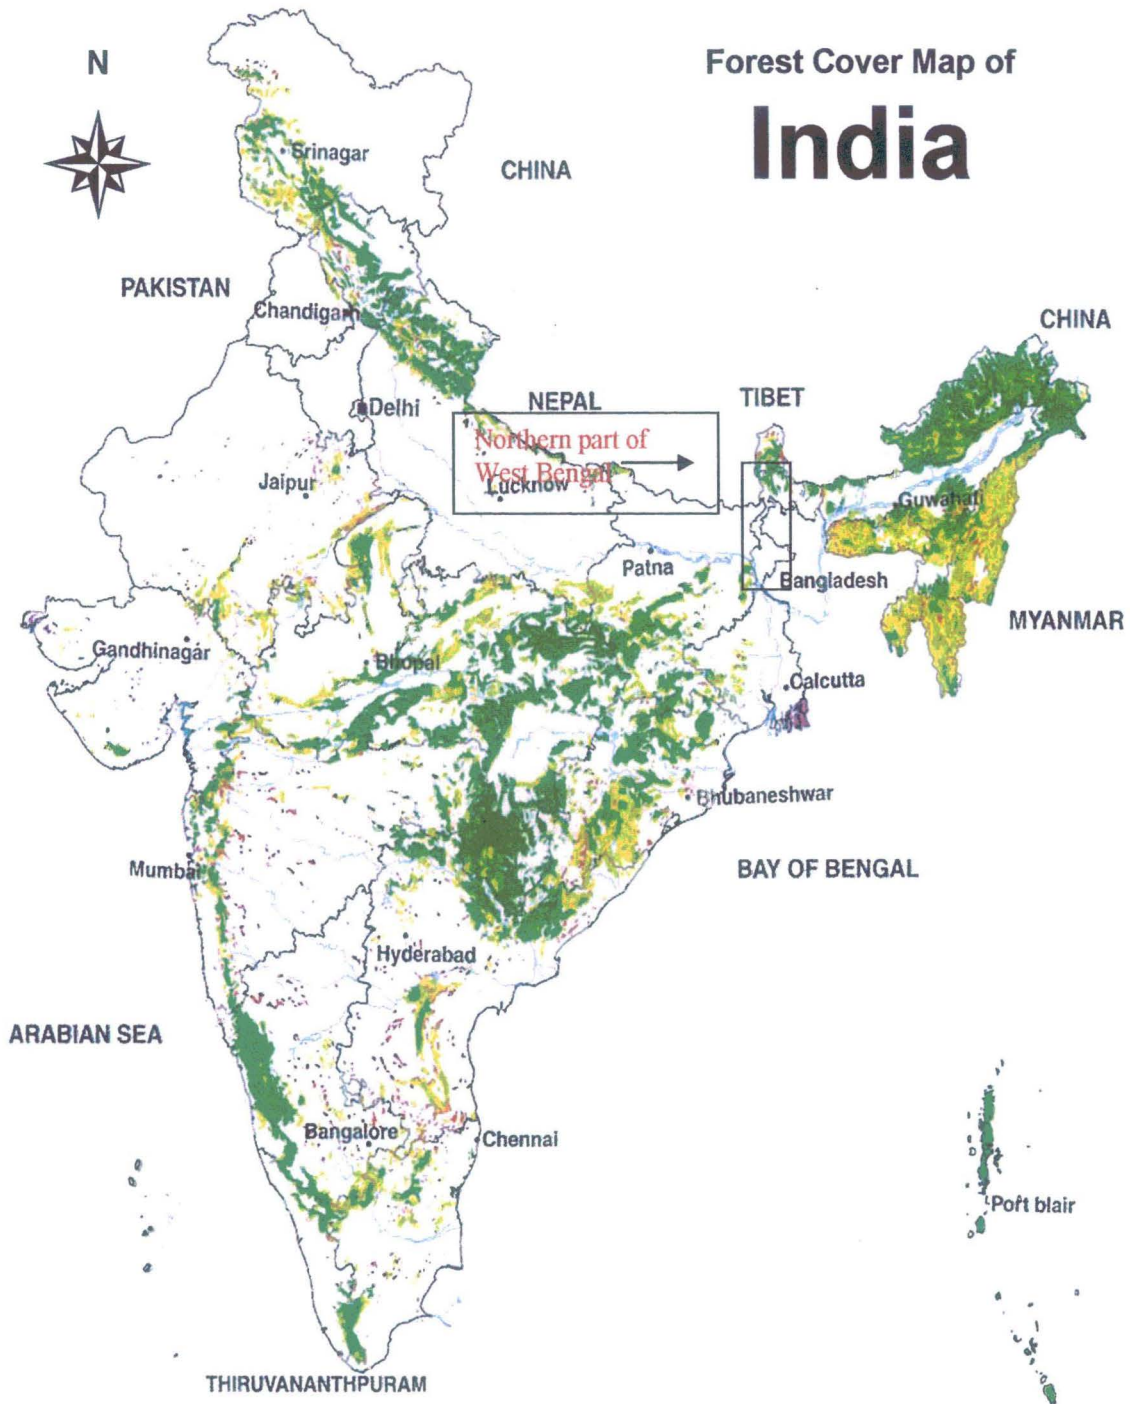 N
Forest Cover Map of
India
Srinagar
CHINA
PAKISTAN
Chandigarh
CHINA
NEPAL
TIBET
Delhi
Northern part of
West Bengal
Jaipur
Lucknow
Guwahati
Patna
Bangladesh
MYANMAR
Gandhinagar
Bhopal
Calcutta
Bhubaneshwar
Mumbai
BAY OF BENGAL
Hyderabad
ARABIAN SEA
Bangalore
Chennai
Port blair
THIRUVANANTHPURAM